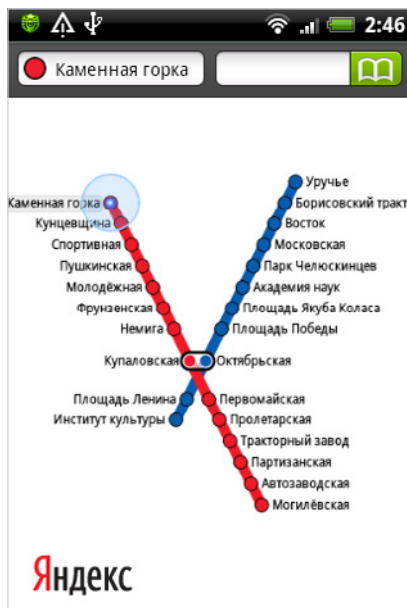 2:46
Каменная горка
Каменная горка
Кунцевщина
Спортивная
Пушкинская
Молодёжная
Фрунзенская
Немига
Купаловская
Октябрьская
Уручье
Борисовский тракт
Восток
Московская
Парк Челюскинцев
Академия наук
Площадь Якуба Коласа
Площадь Победы
Площадь Ленина
Институт культуры
Первомайская
Пролетарская
Тракторный завод
Партизанская
Автозаводская
Могилёвская
Яндекс